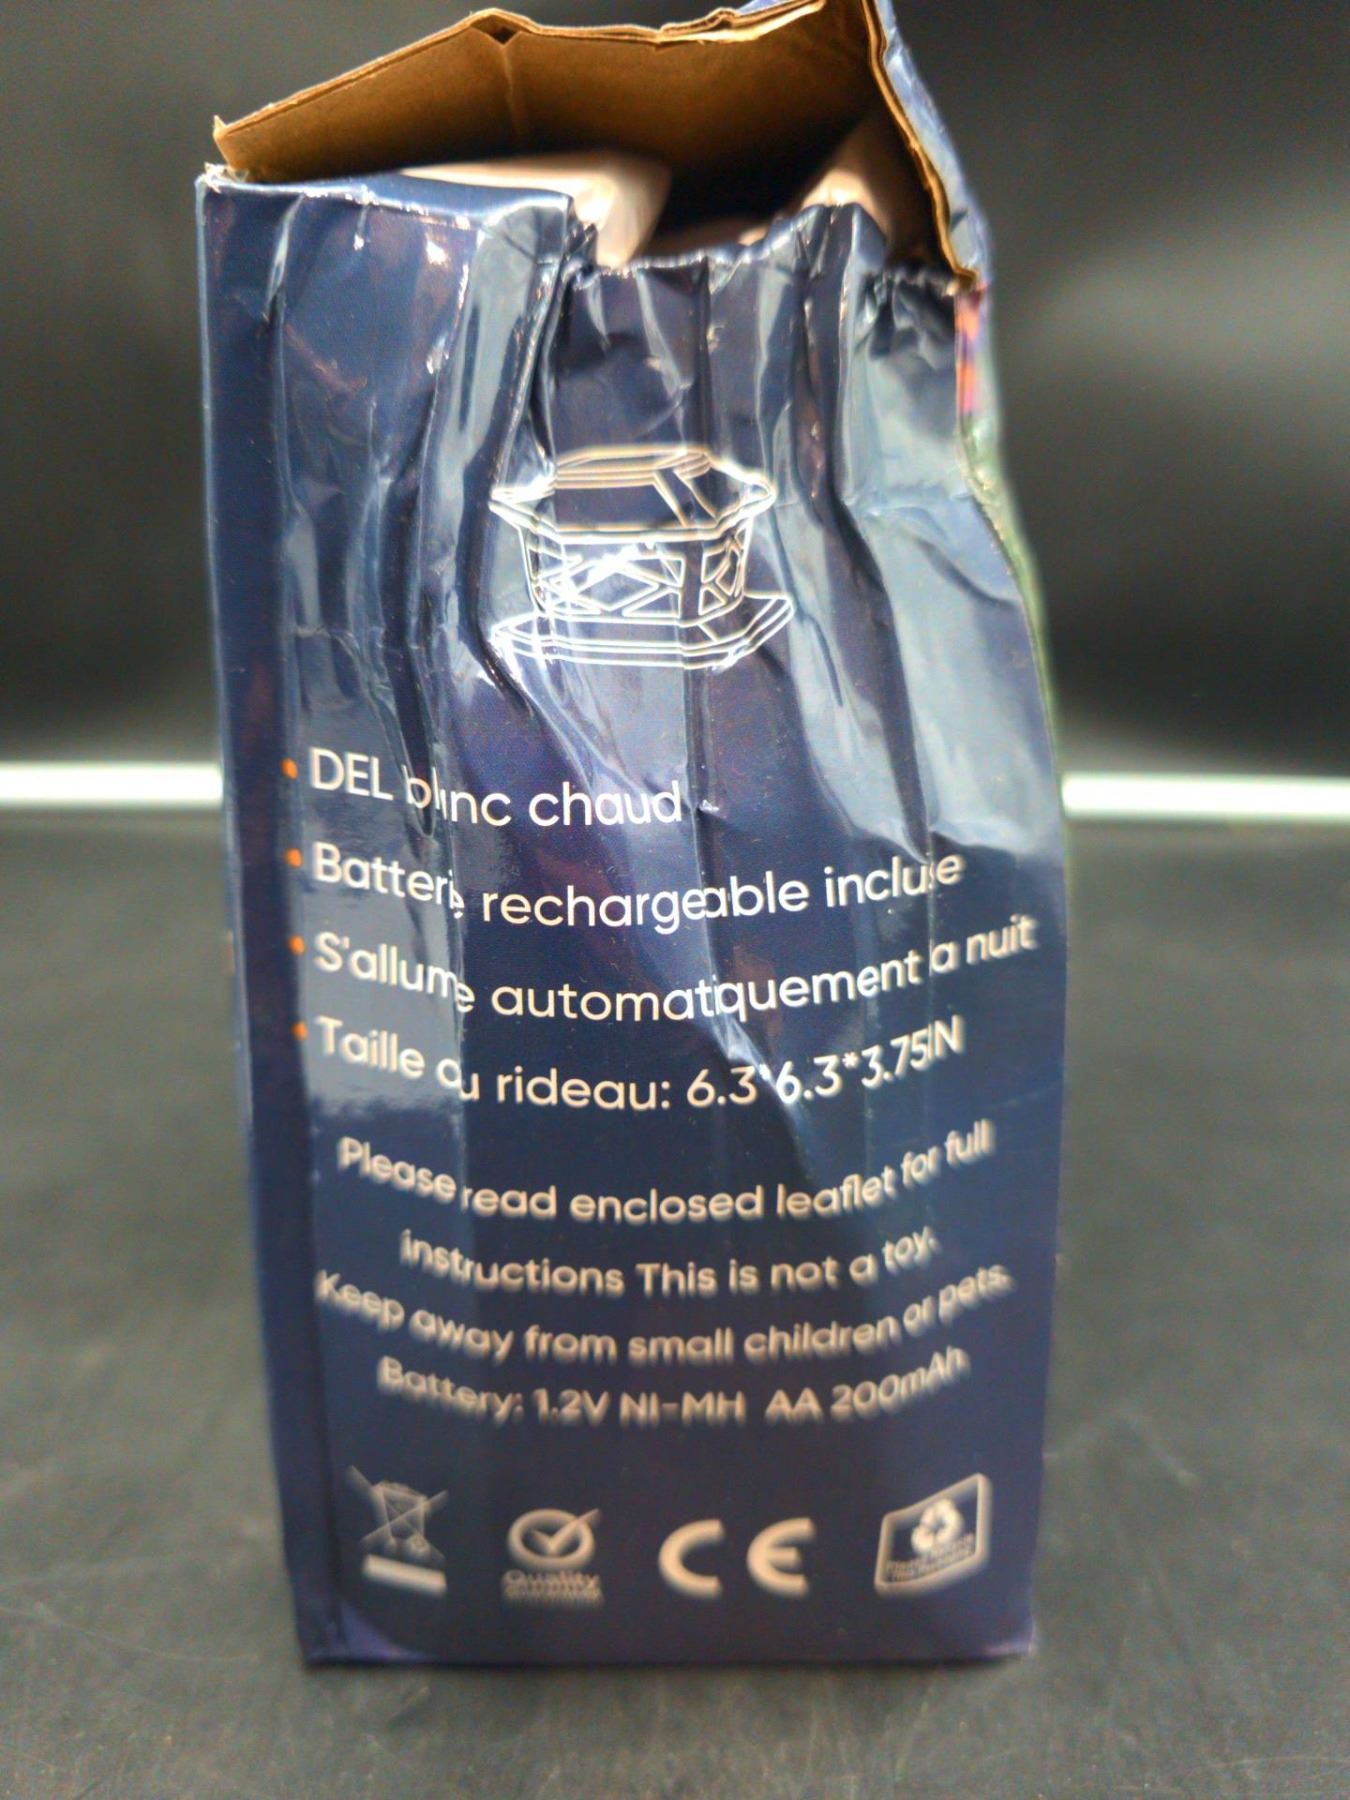 DEL blanc chaud
Batterie rechargeable incluse
S'allume automatiquement la nuit
Taille du rideau: 6.3*6.3*3.75IN
Please read enclosed leaflet for full
instructions This is not a toy.
Keep away from small children or pets.
Battery: 1.2V NI-MH AA 200mAh
Quality
CE